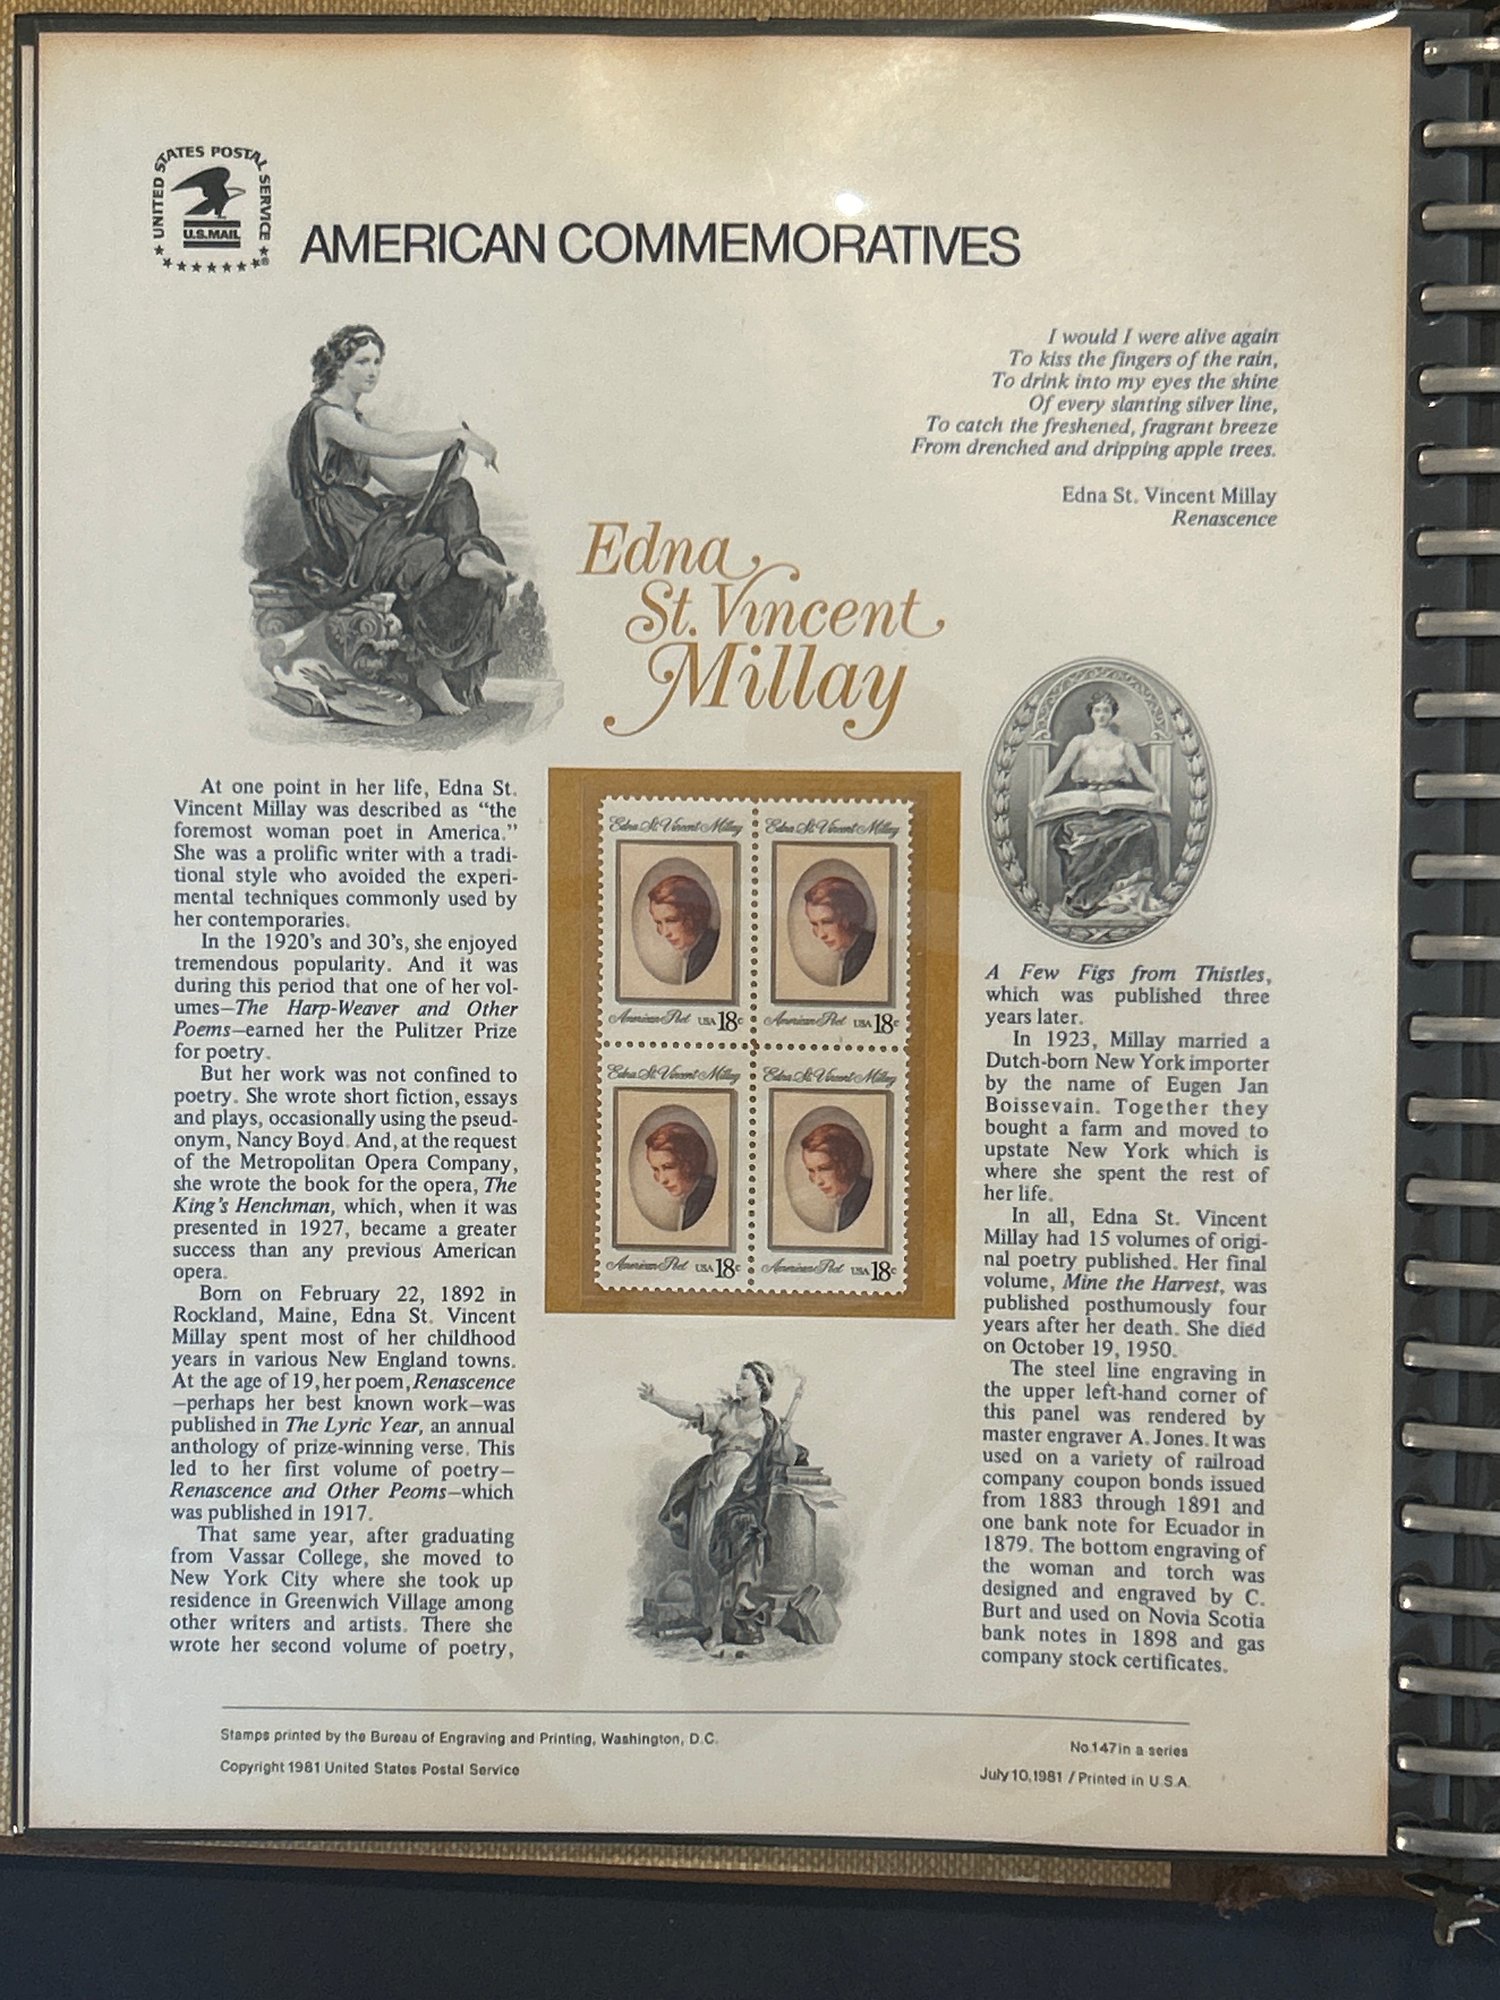 UNITED STATES POSTAL SERVICE
U.S.MAIL
AMERICAN COMMEMORATIVES
I would I were alive again
To kiss the fingers of the rain,
To drink into my eyes the shine
Of every slanting silver line,
To catch the freshened, fragrant breeze
From drenched and dripping apple trees.
Edna St. Vincent Millay
Renascence
Edna
St. Vincent
Millay
At one point in her life, Edna St.
Vincent Millay was described as “the
foremost woman poet in America.”
She was a prolific writer with a tradi-
tional style who avoided the experi-
mental techniques commonly used by
her contemporaries.
In the 1920's and 30's, she enjoyed
tremendous popularity. And it was
during this period that one of her vol-
umes—The Harp-Weaver and Other
Poems—earned her the Pulitzer Prize
for poetry.
But her work was not confined to
poetry. She wrote short fiction, essays
and plays, occasionally using the pseud-
onym, Nancy Boyd. And, at the request
of the Metropolitan Opera Company,
she wrote the book for the opera, The
King's Henchman, which, when it was
presented in 1927, became a greater
success than any previous American
opera.
Born on February 22, 1892 in
Rockland, Maine, Edna St. Vincent
Millay spent most of her childhood
years in various New England towns.
At the age of 19, her poem, Renascence
—perhaps her best known work—was
published in The Lyric Year, an annual
anthology of prize-winning verse. This
led to her first volume of poetry—
Renascence and Other Peoms—which
was published in 1917.
That same year, after graduating
from Vassar College, she moved to
New York City where she took up
residence in Greenwich Village among
other writers and artists. There she
wrote her second volume of poetry,
Edna St. Vincent Millay
American Poet USA 18c
Edna St. Vincent Millay
American Poet USA 18c
Edna St. Vincent Millay
American Poet USA 18c
Edna St. Vincent Millay
American Poet USA 18c
A Few Figs from Thistles,
which was published three
years later.
In 1923, Millay married a
Dutch-born New York importer
by the name of Eugen Jan
Boissevain. Together they
bought a farm and moved to
upstate New York which is
where she spent the rest of
her life.
In all, Edna St. Vincent
Millay had 15 volumes of origi-
nal poetry published. Her final
volume, Mine the Harvest, was
published posthumously four
years after her death. She died
on October 19, 1950.
The steel line engraving in
the upper left-hand corner of
this panel was rendered by
master engraver A. Jones. It was
used on a variety of railroad
company coupon bonds issued
from 1883 through 1891 and
one bank note for Ecuador in
1879. The bottom engraving of
the woman and torch was
designed and engraved by C.
Burt and used on Novia Scotia
bank notes in 1898 and gas
company stock certificates.
Stamps printed by the Bureau of Engraving and Printing, Washington, D.C.
Copyright 1981 United States Postal Service
No. 147 in a series
July 10, 1981 / Printed in U.S.A.